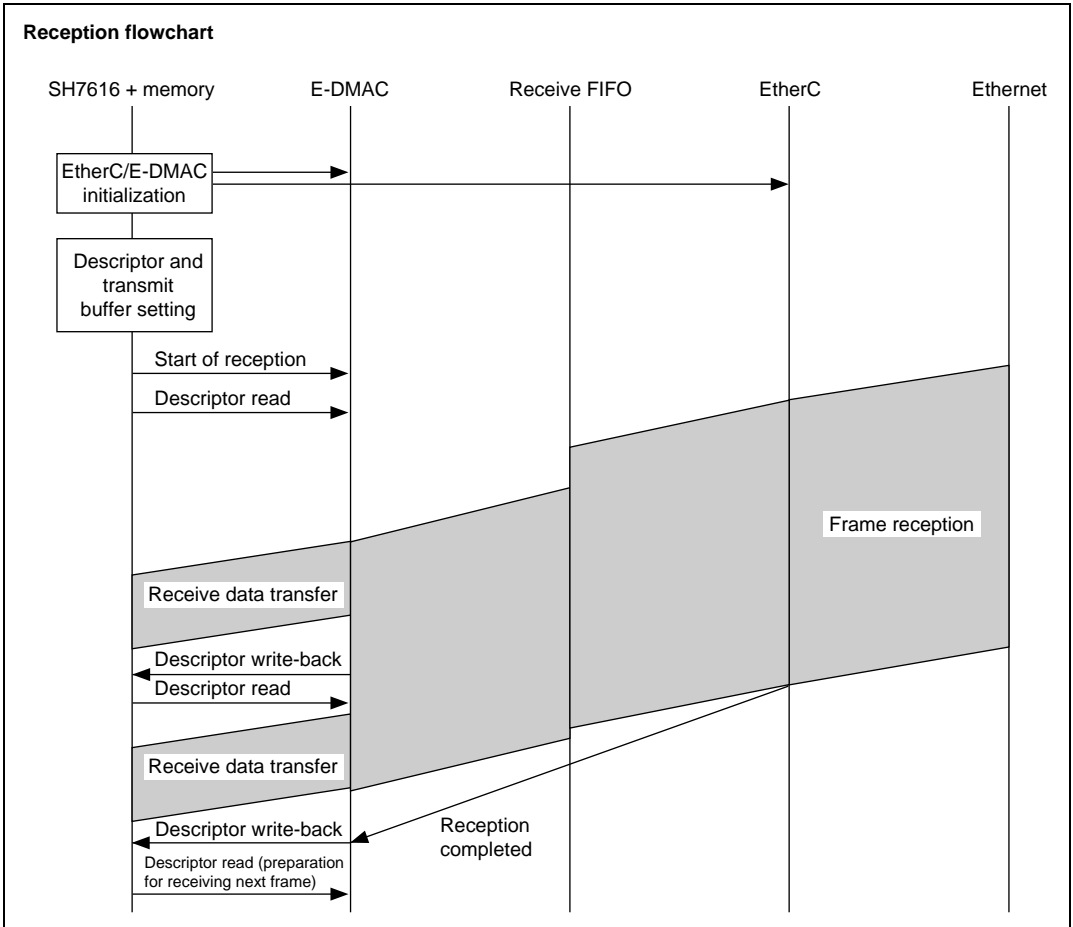 Reception flowchart
SH7616 + memory
E-DMAC
Receive FIFO
EtherC
Ethernet
EtherC/E-DMAC
initialization
Descriptor and
transmit
buffer setting
Start of reception
Descriptor read
Frame reception
Receive data transfer
Descriptor write-back
Descriptor read
Receive data transfer
Descriptor write-back
Reception
completed
Descriptor read (preparation
for receiving next frame)